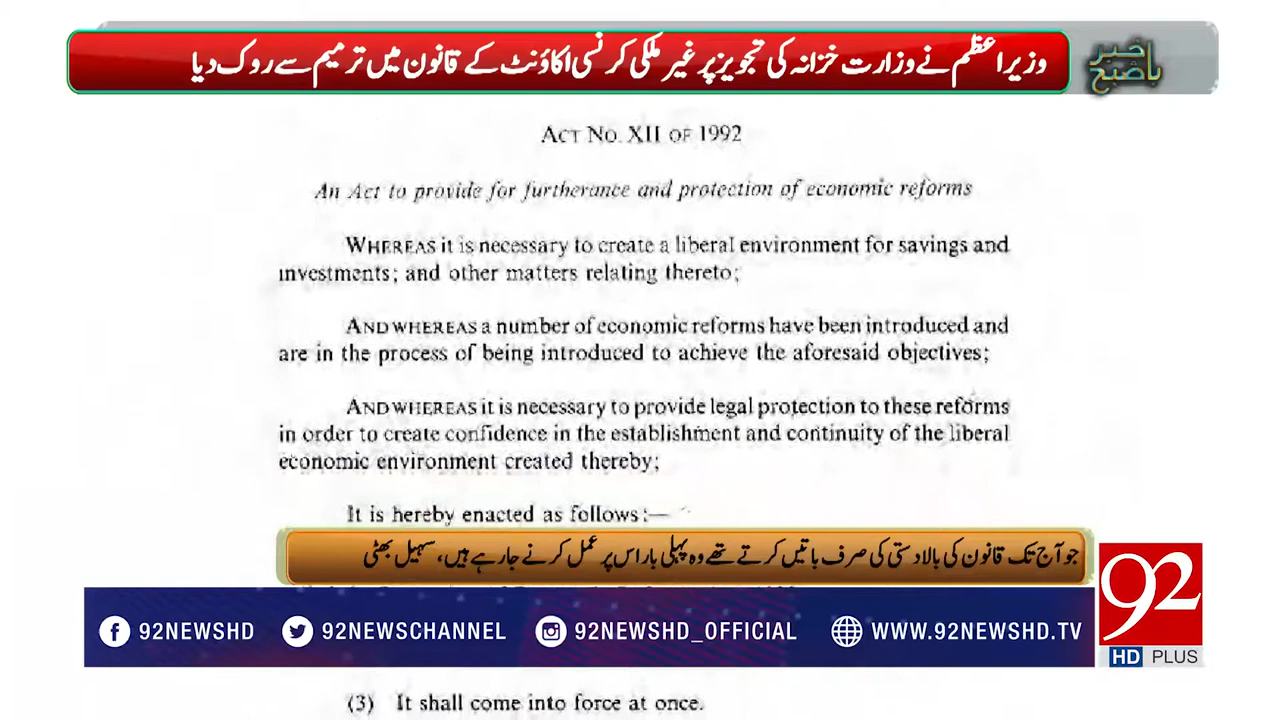 وزیراعظم نے وزارت خزانہ کی تجویز پر غیر ملکی کرنسی اکاؤنٹ کے قانون میں ترمیم سے روک دیا
باخبر صبح
ACT NO. XII OF 1992
An Act to provide for furtherance and protection of economic reforms
WHEREAS it is necessary to create a liberal environment for savings and
investments; and other matters relating thereto;
AND WHEREAS a number of economic reforms have been introduced and
are in the process of being introduced to achieve the aforesaid objectives;
AND WHEREAS it is necessary to provide legal protection to these reforms
in order to create confidence in the establishment and continuity of the liberal
economic environment created thereby;
It is hereby enacted as follows:—
جو آج تک قانون کی بالادستی کی صرف باتیں کرتے تھے وہ پہلی بار اس پر عمل کرنے جارہے ہیں، سہیل بھٹی
92NEWSHD 92NEWSCHANNEL 92NEWSHD_OFFICIAL WWW.92NEWSHD.TV
92
HD PLUS
(3) It shall come into force at once.